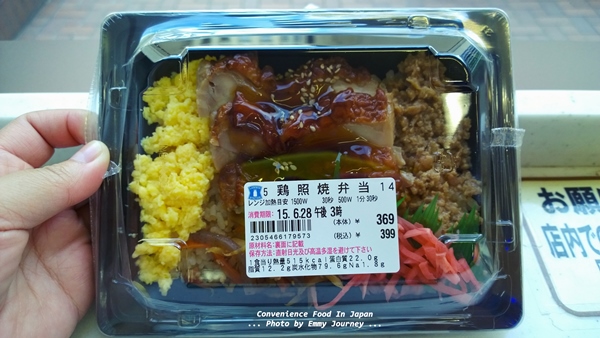 5 鶏照焼弁当 14
レンジ加熱目安 1500W 30秒 500W 1分30秒
消費期限: 15. 6.28 午後 3時
(本体) ¥ 369
(税込) ¥ 399
2305466179573
原材料名:裏面に記載
保存方法:直射日光及び高温多湿を避けて下さい
1食当り熱量515kcal蛋白質22.0g
脂質12.2g炭水化物79.6gNa1.8g
お願
店内で
Convenience Food In Japan
... Photo by Emmy Journey ...